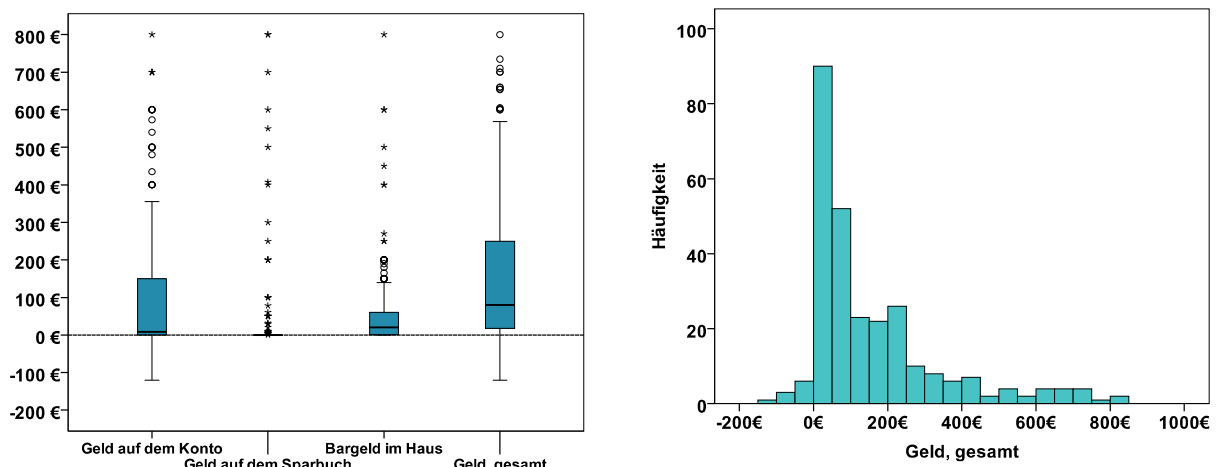 800 €
700 €
600 €
500 €
400 €
300 €
200 €
100 €
0 €
-100 €
-200 €
Geld auf dem Konto
Geld auf dem Sparbuch
Bargeld im Haus
Geld, gesamt
Häufigkeit
100
80
60
40
20
0
-200€ 0€ 200€ 400€ 600€ 800€ 1000€
Geld, gesamt